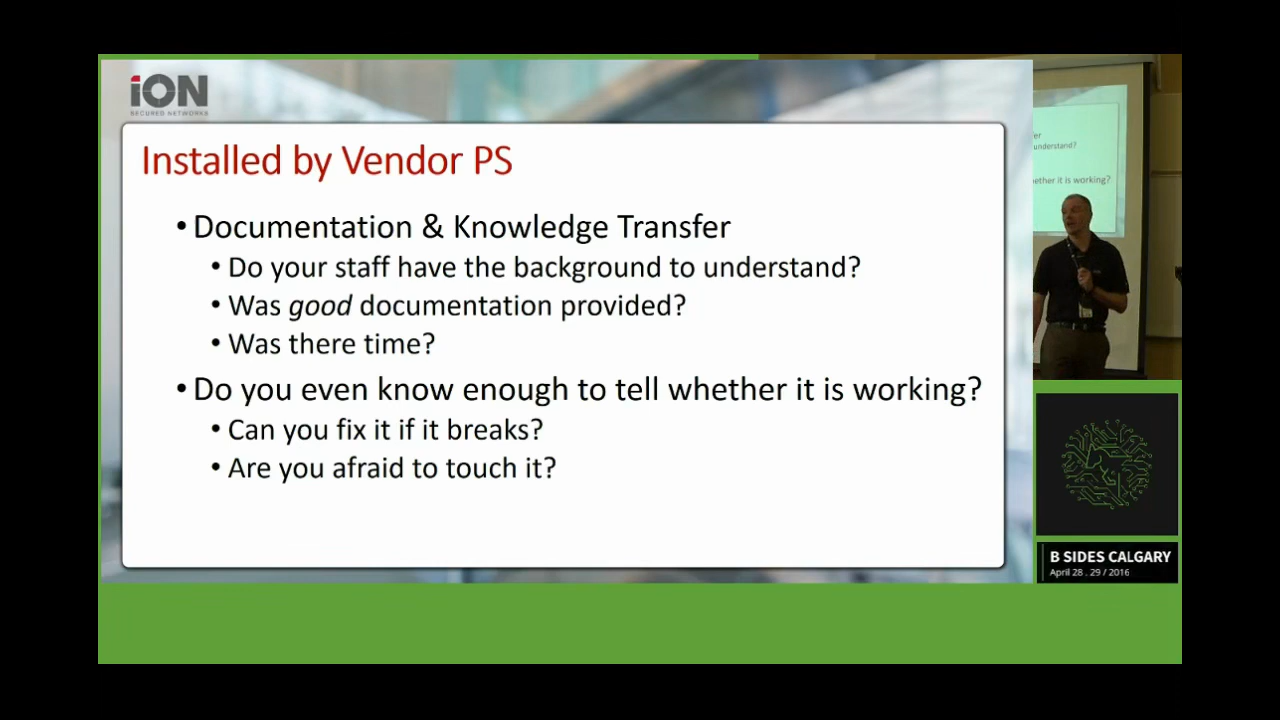 iON
SECURED NETWORKS
Installed by Vendor PS
• Documentation & Knowledge Transfer
• Do your staff have the background to understand?
• Was good documentation provided?
• Was there time?
• Do you even know enough to tell whether it is working?
• Can you fix it if it breaks?
• Are you afraid to touch it?
er
understand?
ether it is working?
B SIDES CALGARY
April 28 . 29 / 2016